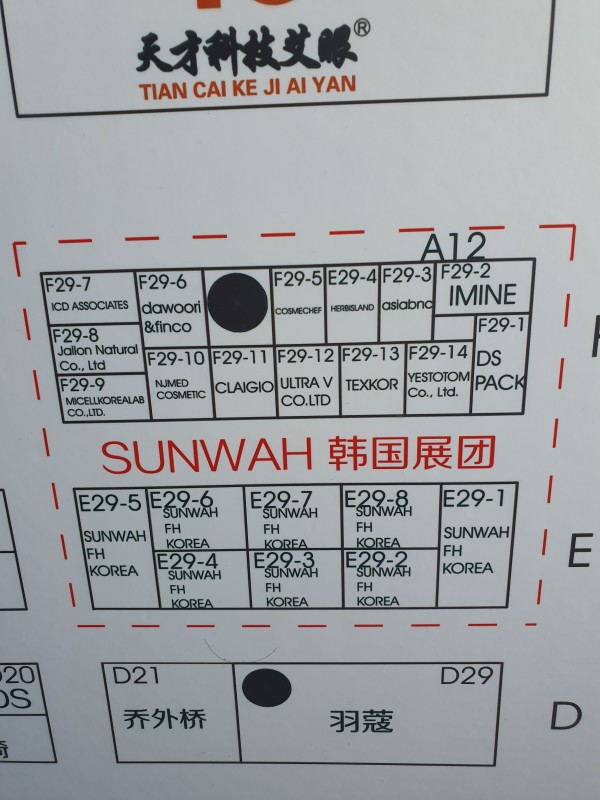 天才科技艾眼®
TIAN CAI KE JI AI YAN
A12
F29-7
ICD ASSOCIATES
F29-6
dawoori
&finco
F29-5
COSMECHEF
F29-4
HERBISLAND
F29-3
asiabnc
F29-2
IMINE
F29-8
Jallon Natural
Co., Ltd
F29-1
DS
PACK
F29-9
MICELLKOREALAB
CO.,LTD.
F29-10
NJMED
COSMETIC
F29-11
CLAIGIO
F29-12
ULTRA V
CO.LTD
F29-13
TEXKOR
F29-14
YESTOTOM
Co., Ltd.
SUNWAH 韩国展团
E29-5
SUNWAH
FH
KOREA
E29-6
SUNWAH
FH
KOREA
E29-7
SUNWAH
FH
KOREA
E29-8
SUNWAH
FH
KOREA
E29-1
SUNWAH
FH
KOREA
E29-4
SUNWAH
FH
KOREA
E29-3
SUNWAH
FH
KOREA
E29-2
SUNWAH
FH
KOREA
E
D21
乔外桥
D29
羽蔻
D